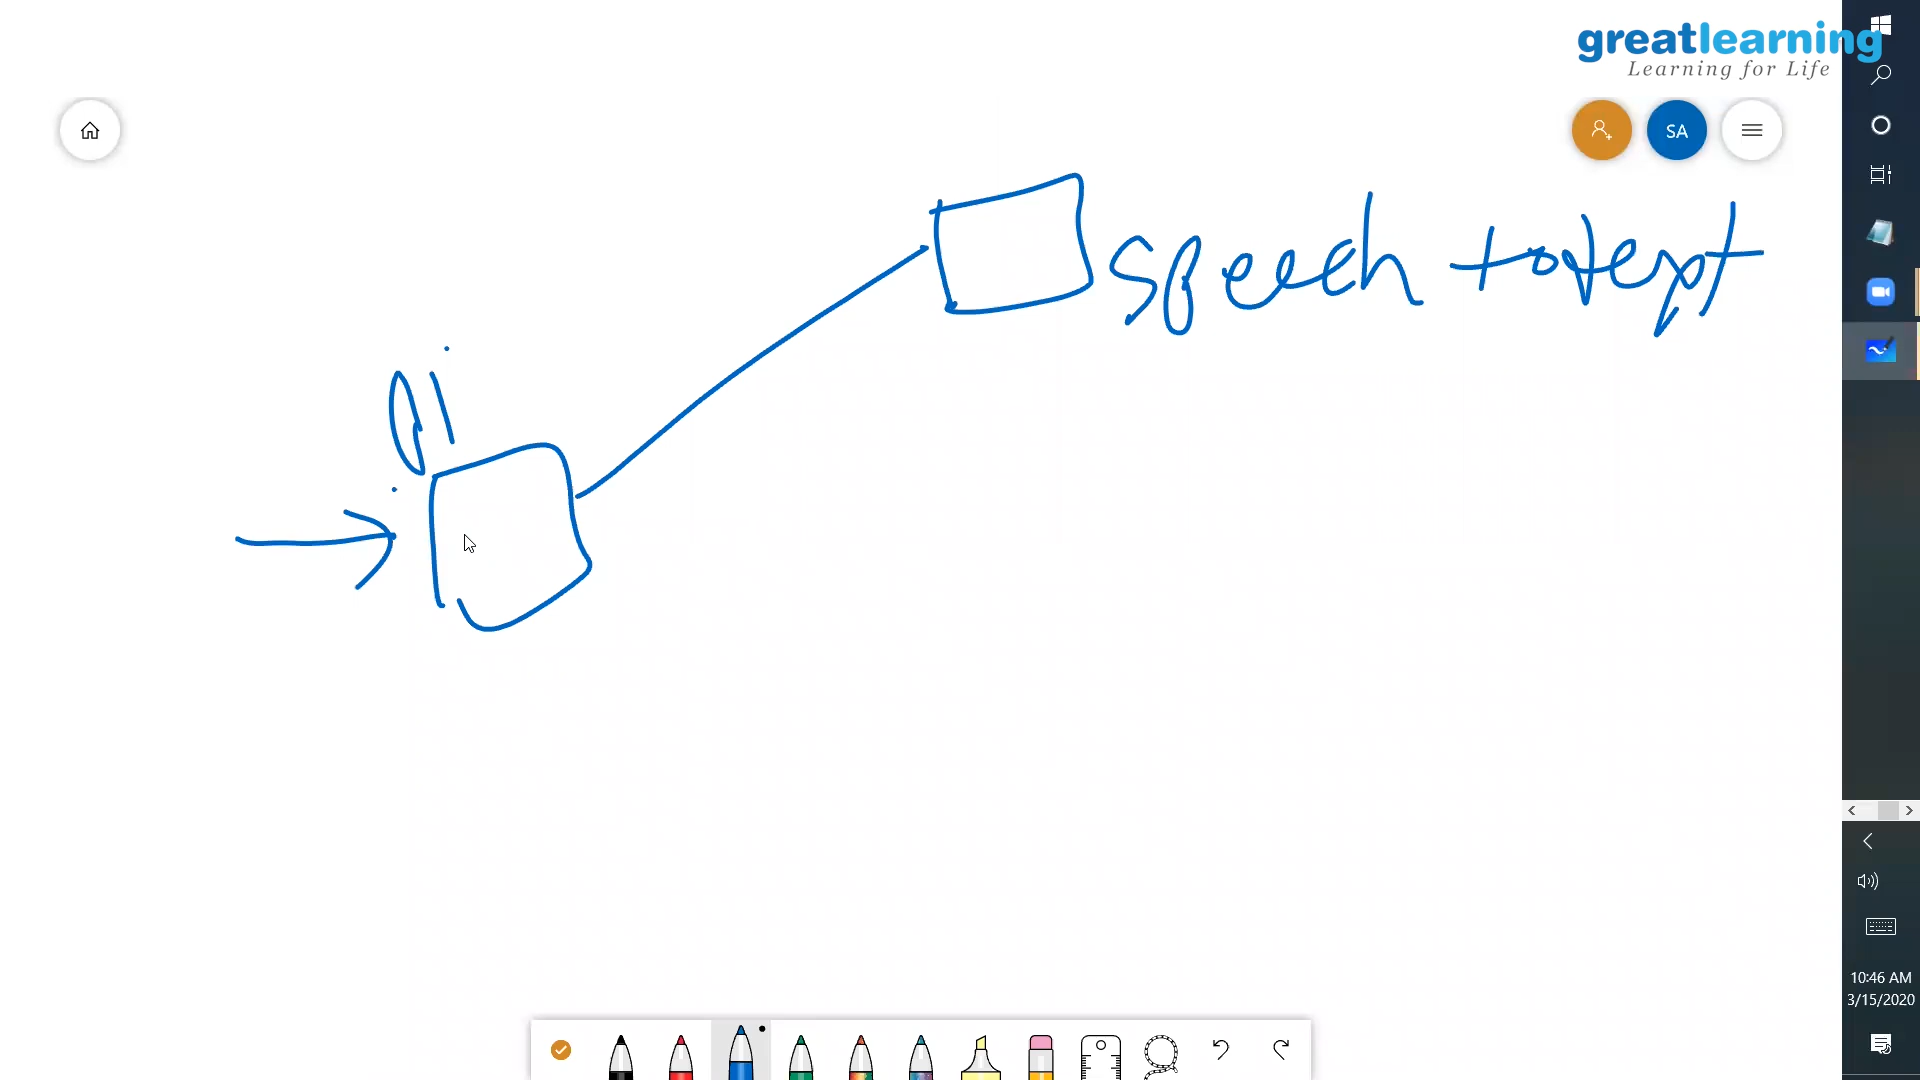 greatlearning
Learning for Life
SA
speech to text
10:46 AM
3/15/2020